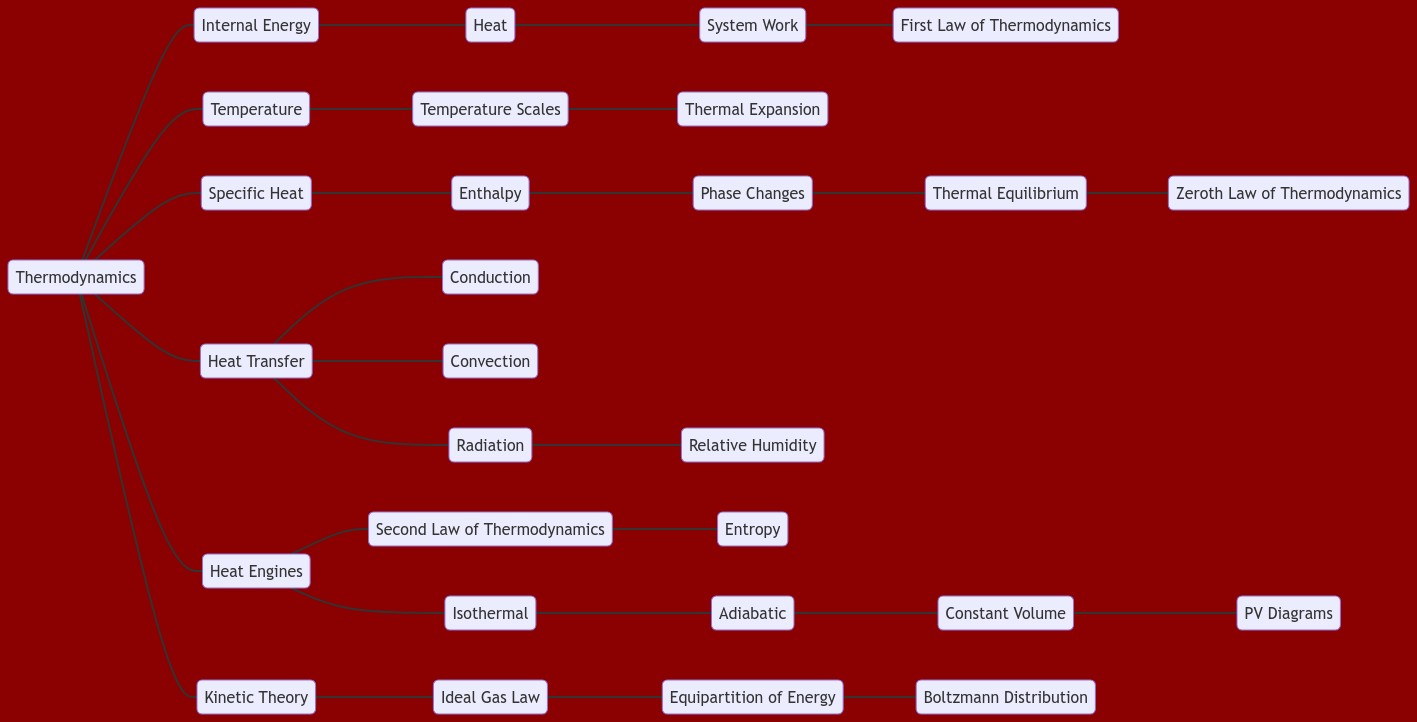 Internal Energy
Heat
System Work
First Law of Thermodynamics
Temperature
Temperature Scales
Thermal Expansion
Specific Heat
Enthalpy
Phase Changes
Thermal Equilibrium
Zeroth Law of Thermodynamics
Thermodynamics
Conduction
Heat Transfer
Convection
Radiation
Relative Humidity
Second Law of Thermodynamics
Entropy
Heat Engines
Isothermal
Adiabatic
Constant Volume
PV Diagrams
Kinetic Theory
Ideal Gas Law
Equipartition of Energy
Boltzmann Distribution